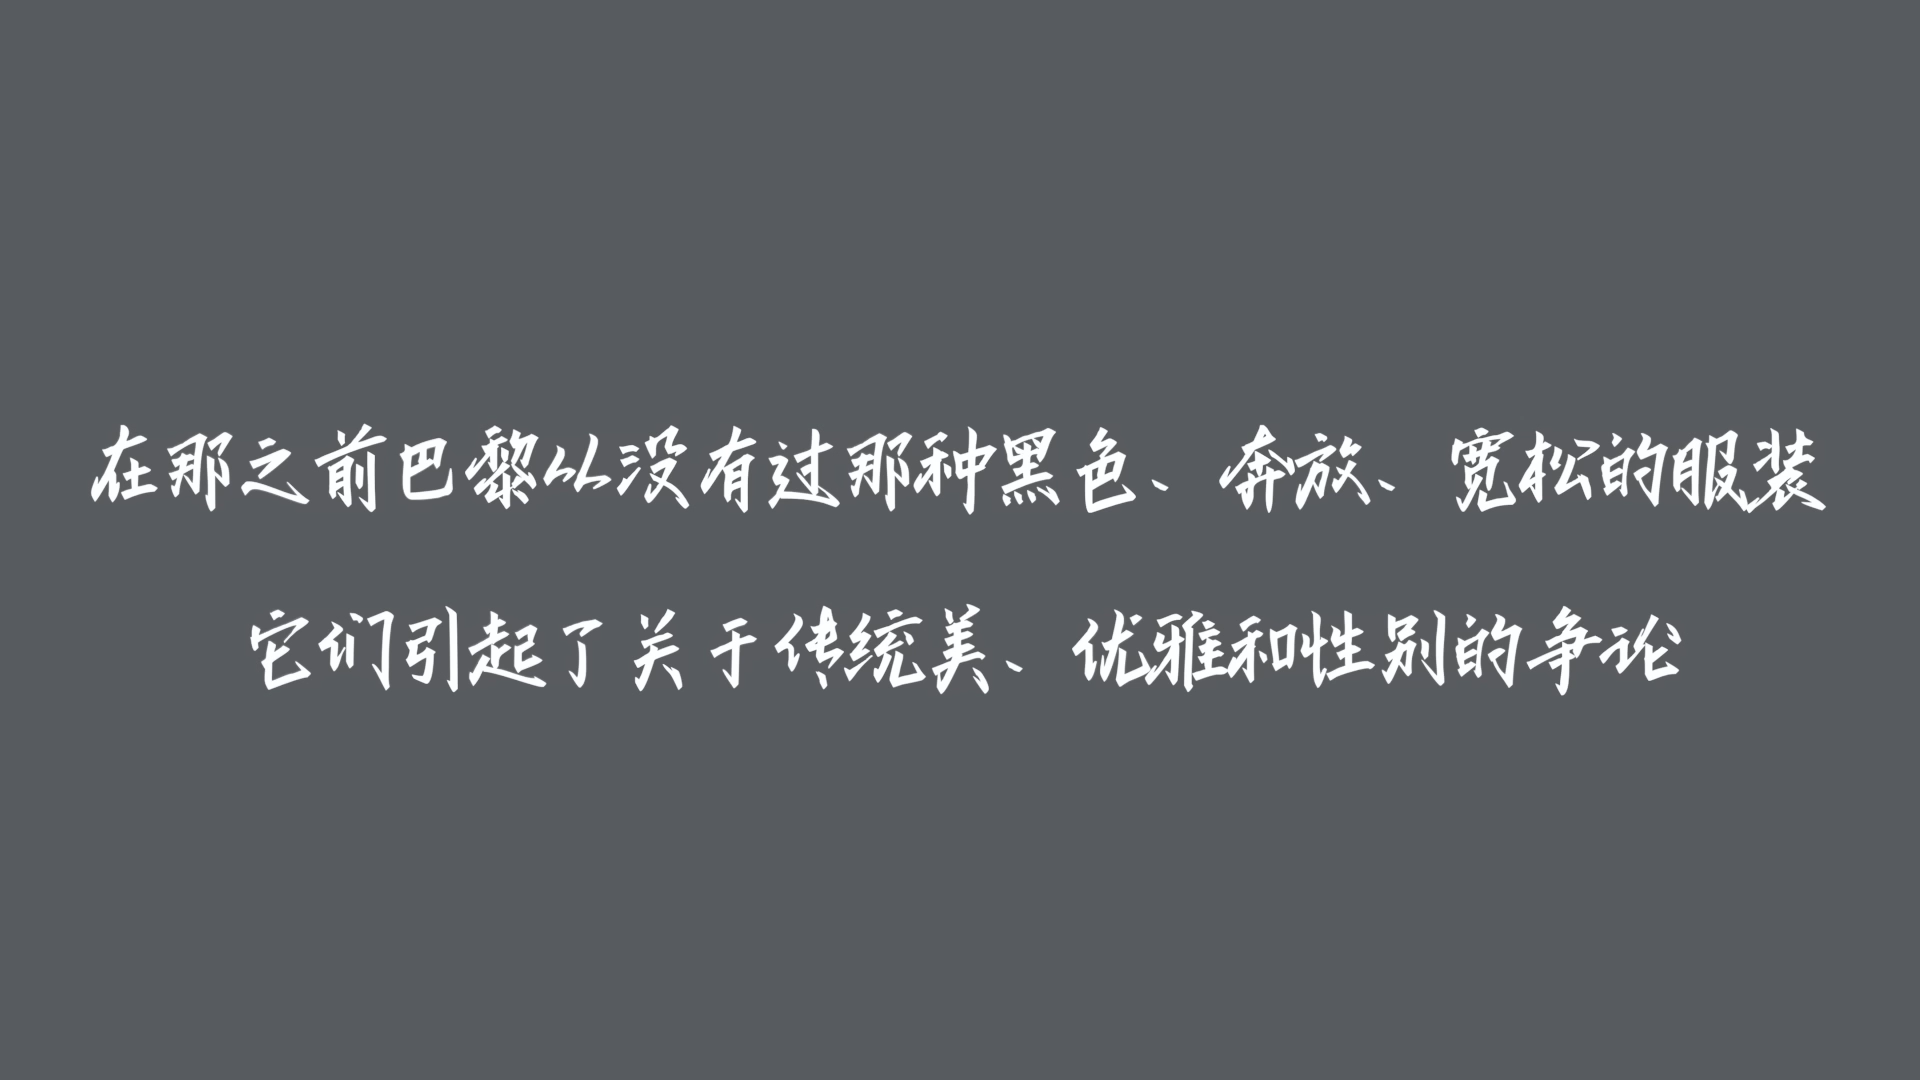 在那之前巴黎以没有过那种黑色、奔放、宽松的服装
它们引起了关于传统美、优雅和性别的争论